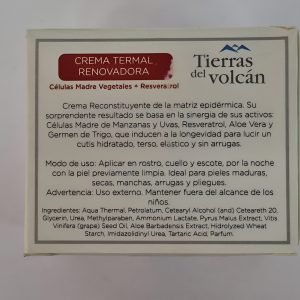 CREMA TERMAL
RENOVADORA
Células Madre Vegetales + Resveratrol
Tierras
del volcán
Crema Reconstituyente de la matriz epidérmica. Su
sorprendente resultado se basa en la sinergia de sus activos:
Células Madre de Manzanas y Uvas, Resveratrol, Aloe Vera y
Germen de Trigo, que inducen a la longevidad para lucir un
cutis hidratado, terso, elástico y sin arrugas.
Modo de uso: Aplicar en rostro, cuello y escote, por la noche
con la piel previamente limpia. Ideal para pieles maduras,
secas, manchas, arrugas y pliegues.
Advertencia: Uso externo. Mantener fuera del alcance de los
niños.
Ingredientes: Aqua Thermal, Petrolatum, Cetearyl Alcohol (and) Ceteareth 20,
Glycerin, Urea, Methylparaben, Ammonium Lactate, Pyrus Malus Extract, Vitis
Vinifera (grape) Seed Oil, Aloe Barbadensis Extract, Hidrolyzed Wheat
Starch, Imidazolidinyl Urea, Tartaric Acid, Parfum.